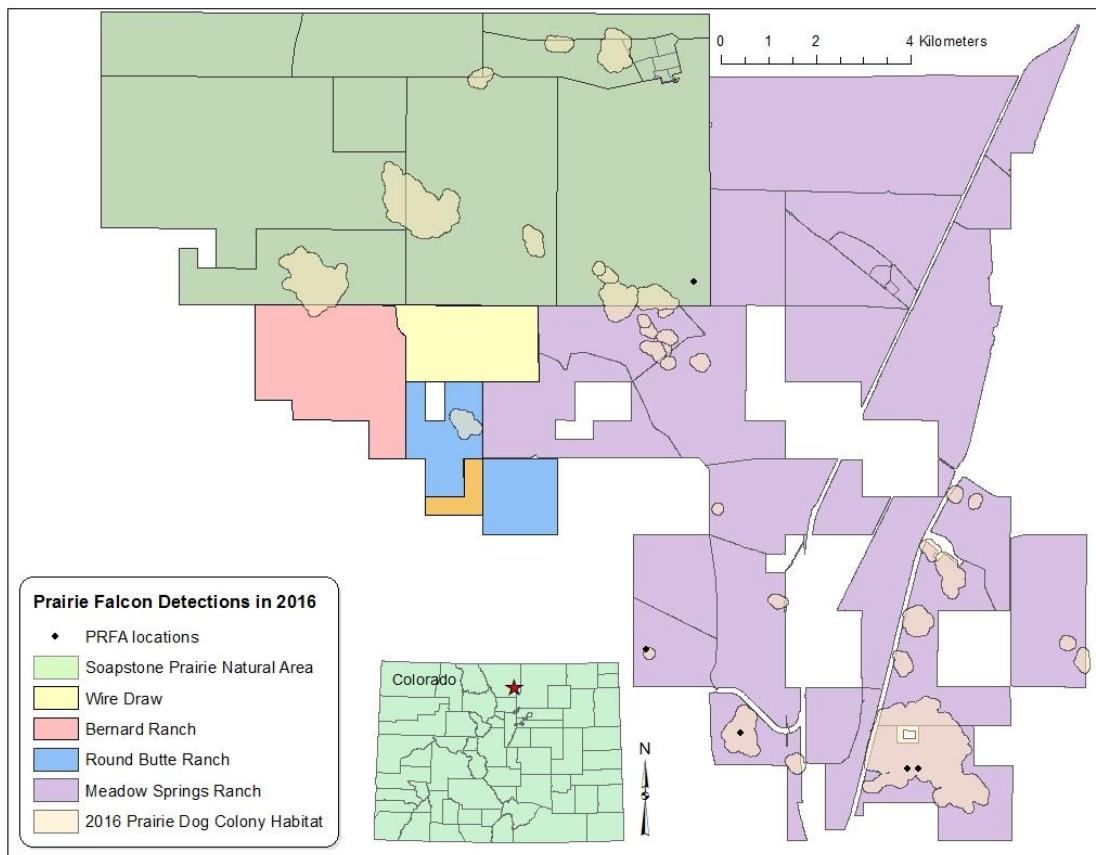 0 1 2 4 Kilometers
Prairie Falcon Detections in 2016
PRFA locations
Soapstone Prairie Natural Area
Wire Draw
Bernard Ranch
Round Butte Ranch
Meadow Springs Ranch
2016 Prairie Dog Colony Habitat
Colorado
N